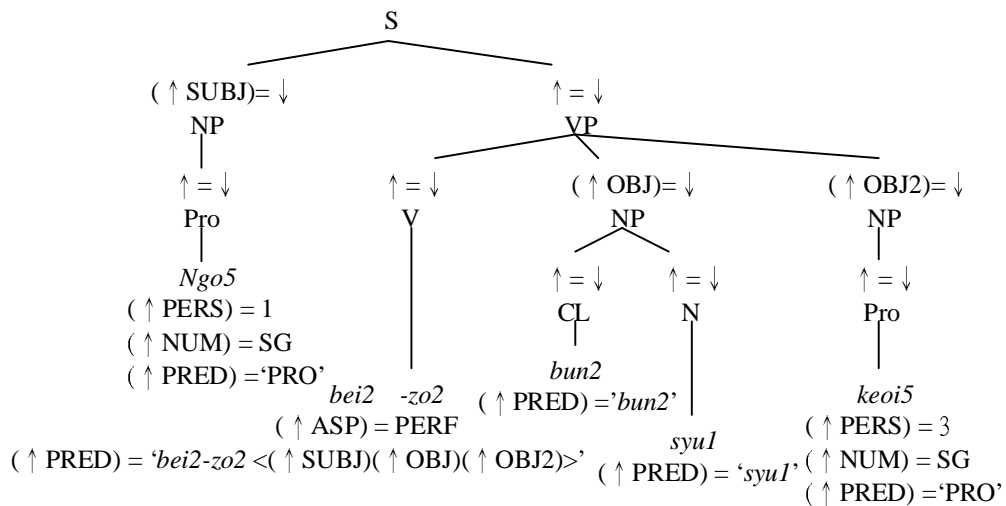 S
( ↑ SUBJ)= ↓ ↑ = ↓
NP VP
↑ = ↓ ↑ = ↓ ( ↑ OBJ)= ↓ ( ↑ OBJ2)= ↓
Pro V NP NP
Ngo5 ↑ = ↓ ↑ = ↓ ↑ = ↓
( ↑ PERS) = 1 CL N Pro
( ↑ NUM) = SG
( ↑ PRED) =‘PRO’ bun2
bei2 -zo2 ( ↑ PRED) =’bun2’ keoi5
( ↑ ASP) = PERF ( ↑ PERS) = 3
( ↑ PRED) = ‘bei2-zo2 <( ↑ SUBJ)( ↑ OBJ)( ↑ OBJ2)>’ syu1 ( ↑ NUM) = SG
( ↑ PRED) = ‘syu1’ ( ↑ PRED) =‘PRO’